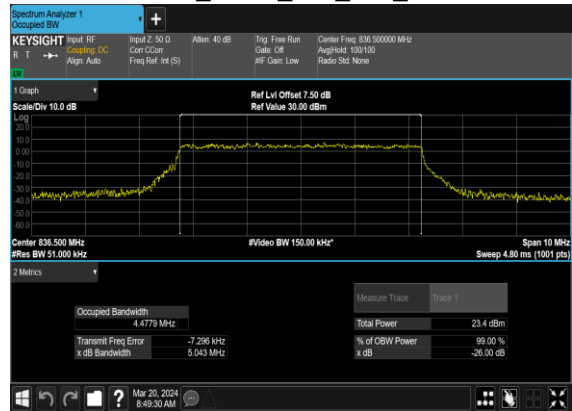 Spectrum Analyzer 1
Occupied BW
+
KEYSIGHT
R T
LV
Input: RF
Coupling: DC
Align: Auto
Input Z: 50 Ω
Corr CCorr
Freq Ref: Int (S)
Atten: 40 dB
Trig: Free Run
Gate: Off
#IF Gain: Low
Center Freq: 836.500000 MHz
Avg|Hold: 100/100
Radio Std: None
1 Graph
Scale/Div 10.0 dB
Ref Lvl Offset 7.50 dB
Ref Value 30.00 dBm
Log
20.0
10.0
0.00
-10.0
-20.0
-30.0
-40.0
-50.0
-60.0
Center 836.500 MHz
#Video BW 150.00 kHz*
Span 10 MHz
#Res BW 51.000 kHz
Sweep 4.80 ms (1001 pts)
2 Metrics
Measure Trace Trace 1
Occupied Bandwidth
4.4779 MHz
Total Power 23.4 dBm
Transmit Freq Error -7.296 kHz
% of OBW Power 99.00 %
x dB Bandwidth 5.043 MHz
x dB -26.00 dB
?
Mar 20, 2024
8:49:30 AM